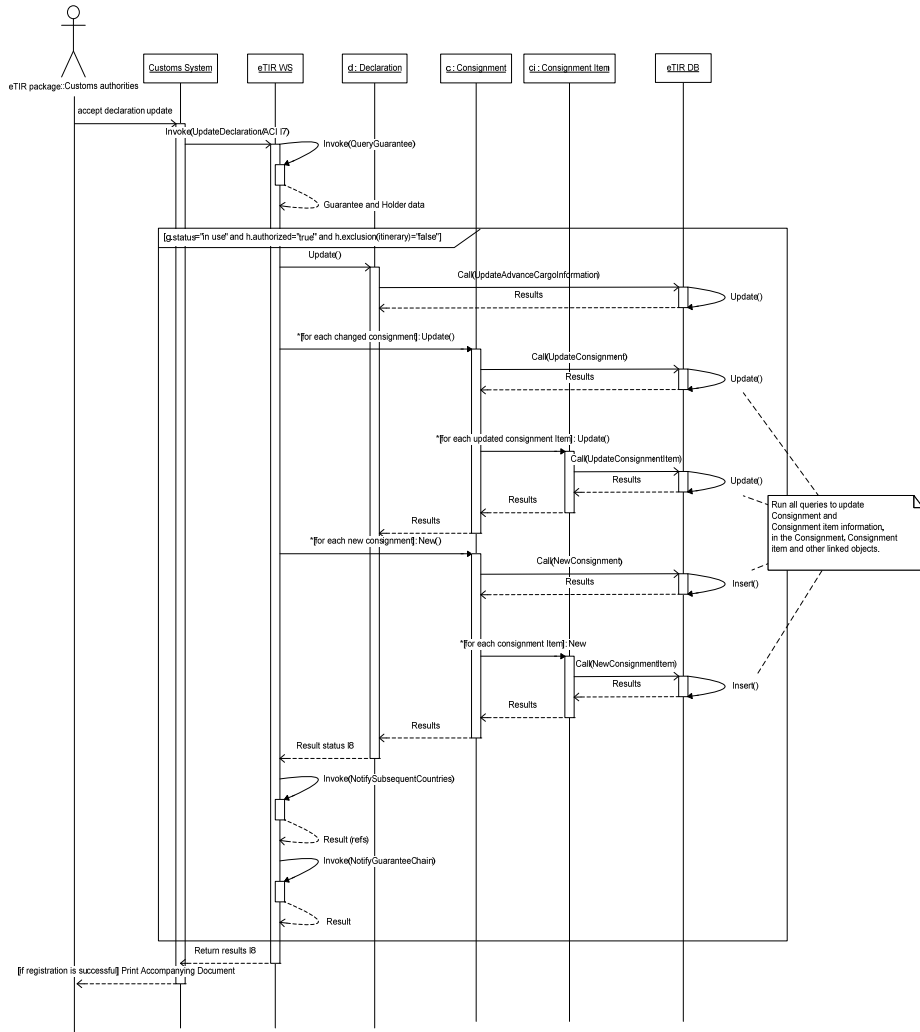 Customs System
eTIR WS
d : Declaration
c : Consignment
ci : Consignment Item
eTIR DB
eTIR package::Customs authorities
accept declaration update
Invoke(UpdateDeclaration/ACI I7)
Invoke(QueryGuarantee)
Guarantee and Holder data
[g.status="in use" and h.authorized="true" and h.exclusion(itinerary)="false"]
Update()
Call(UpdateAdvanceCargoInformation)
Results
Update()
*[for each changed consignment]: Update()
Call(UpdateConsignment)
Results
Update()
*[for each updated consignment Item]: Update()
Call(UpdateConsignmentItem)
Results
Update()
Results
Results
Run all queries to update
Consignment and
Consignment item information,
in the Consignment, Consignment
item and other linked objects.
*[for each new consignment]: New()
Call(NewConsignment)
Results
Insert()
*[for each consignment Item]: New
Call(NewConsignmentItem)
Results
Insert()
Results
Results
Result status I8
Invoke(NotifySubsequentCountries)
Result (refs)
Invoke(NotifyGuaranteeChain)
Result
Return results I8
[if registration is successful] Print Accompanying Document